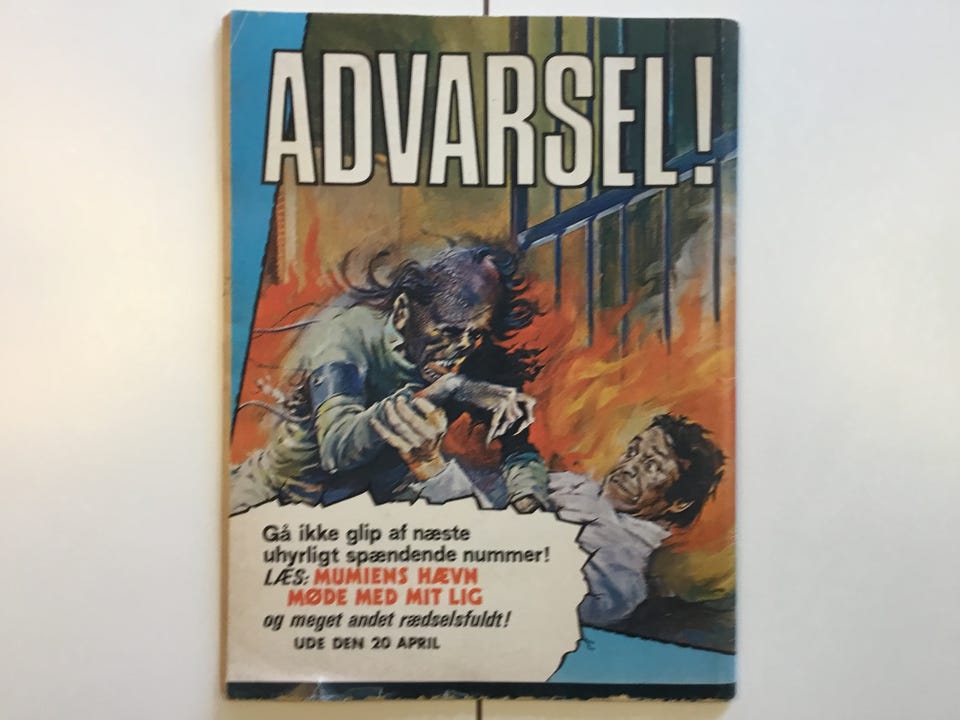 ADVARSEL!
Gå ikke glip af næste
uhyrligt spændende nummer!
LÆS: MUMIENS HÆVN
MØDE MED MIT LIG
og meget andet rædselsfuldt!
UDE DEN 20 APRIL